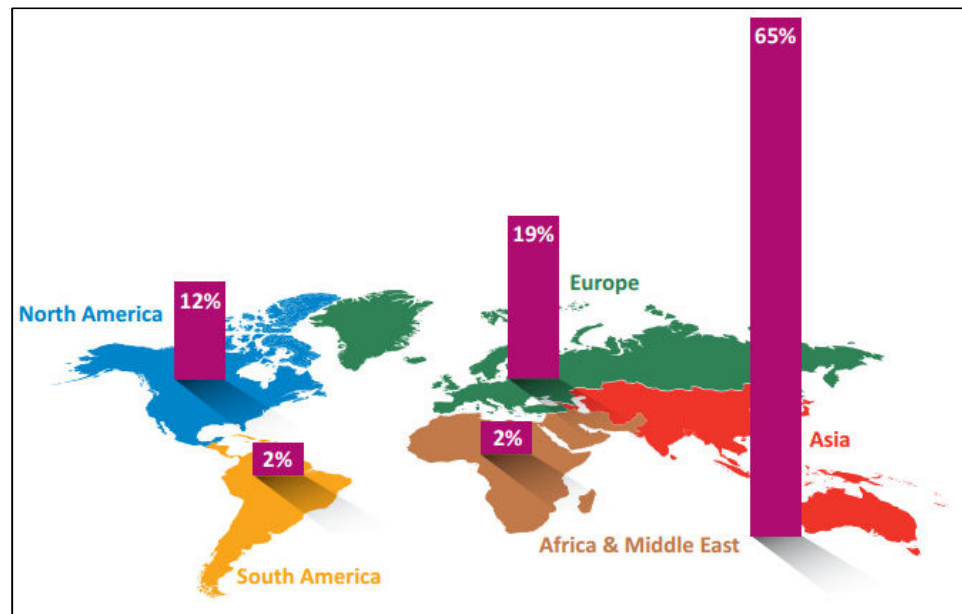 65%
19%
Europe
12%
North America
2%
Asia
2%
Africa & Middle East
South America